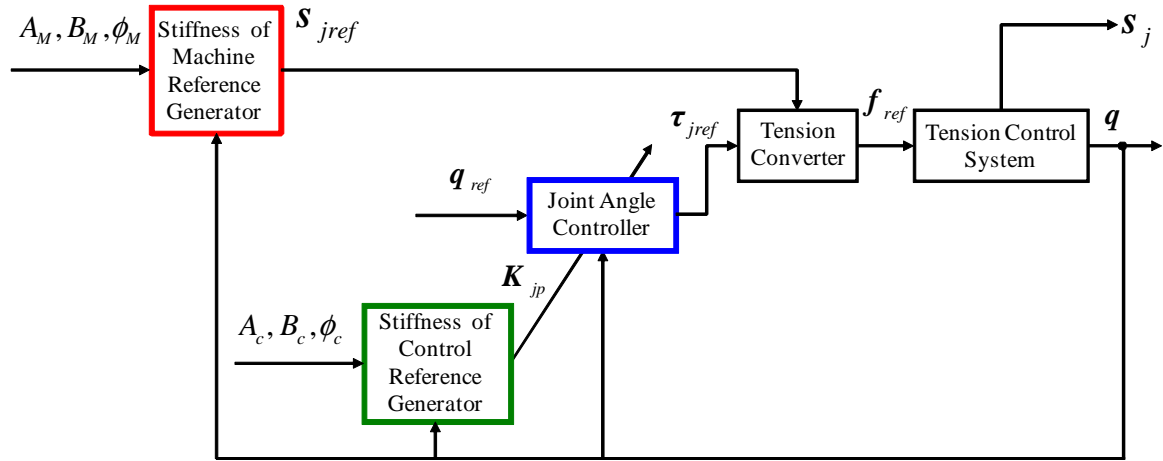 A_M, B_M, ϕ_M
Stiffness of
Machine
Reference
Generator
S_jref
S_j
τ_jref
Tension
Converter
f_ref
Tension Control
System
q
q_ref
Joint Angle
Controller
K_jp
A_c, B_c, ϕ_c
Stiffness of
Control
Reference
Generator